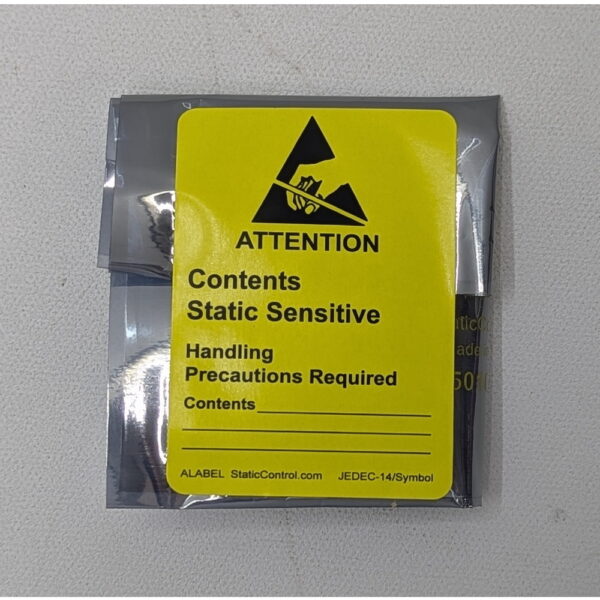 ATTENTION
Contents
Static Sensitive
Handling
Precautions Required
Contents
ALABEL StaticControl.com JEDEC-14/Symbol